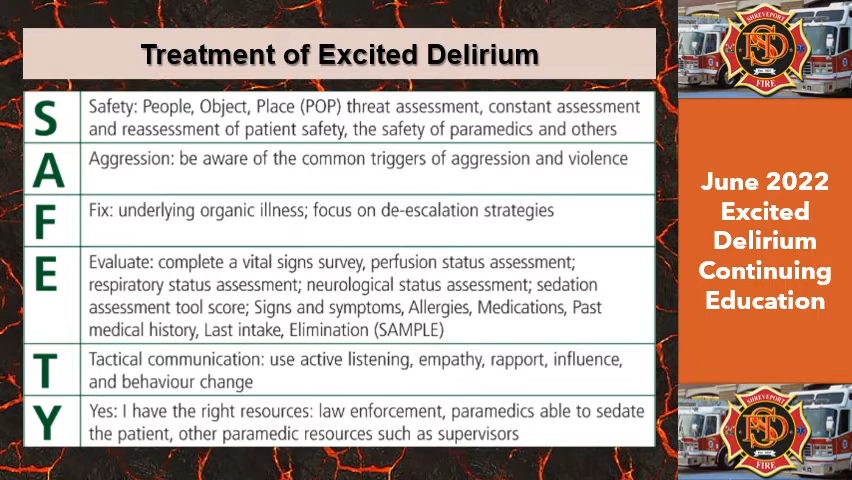 Treatment of Excited Delirium
S
Safety: People, Object, Place (POP) threat assessment, constant assessment
and reassessment of patient safety, the safety of paramedics and others
A
Aggression: be aware of the common triggers of aggression and violence
F
Fix: underlying organic illness; focus on de-escalation strategies
E
Evaluate: complete a vital signs survey, perfusion status assessment;
respiratory status assessment; neurological status assessment; sedation
assessment tool score; Signs and symptoms, Allergies, Medications, Past
medical history, Last intake, Elimination (SAMPLE)
T
Tactical communication: use active listening, empathy, rapport, influence,
and behaviour change
Y
Yes: I have the right resources: law enforcement, paramedics able to sedate
the patient, other paramedic resources such as supervisors
SHREVEPORT
FIRE
June 2022
Excited
Delirium
Continuing
Education
SHREVEPORT
FIRE